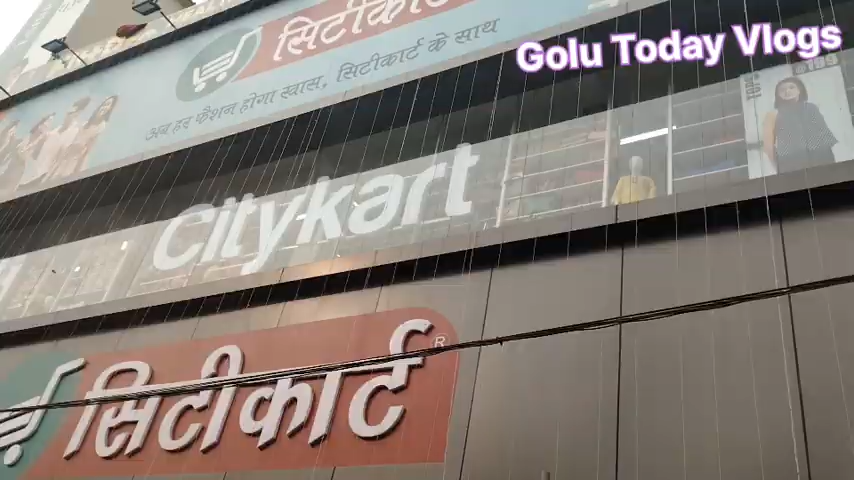 सिटीकार्ट
Golu Today Vlogs
अब हर फैशन होगा खास, सिटीकार्ट के साथ
Citykart
सिटीकार्ट
R